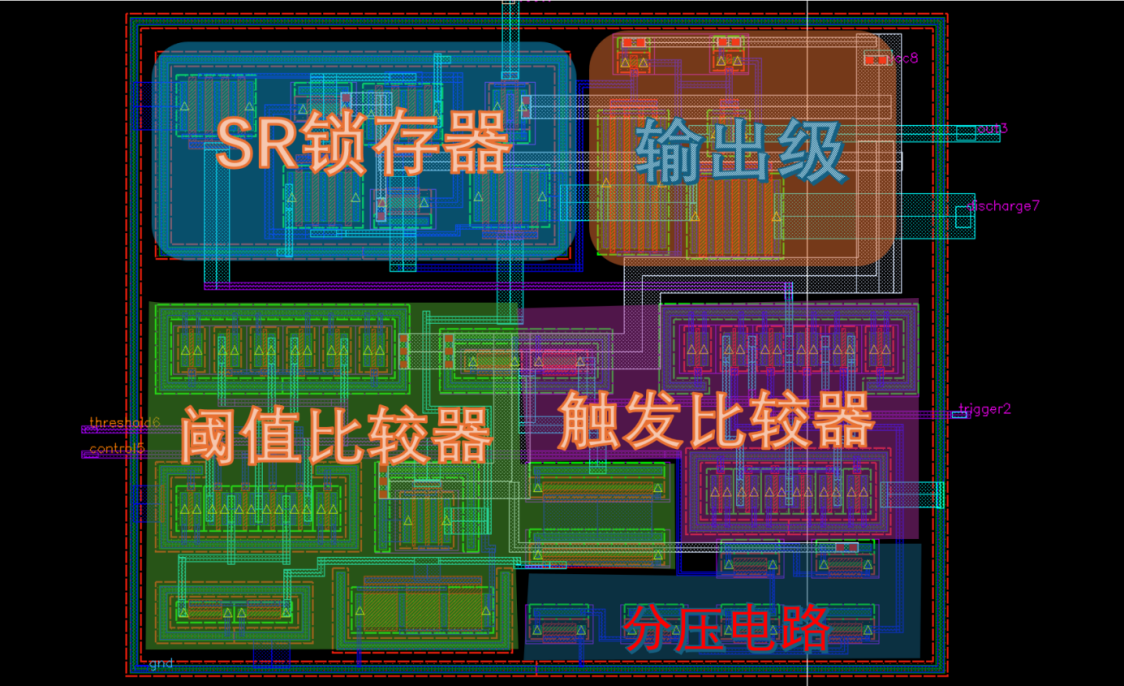 SR锁存器
输出级
out3
discharge7
阈值比较器
触发比较器
threshold6
control5
trigger2
分压电路
gnd